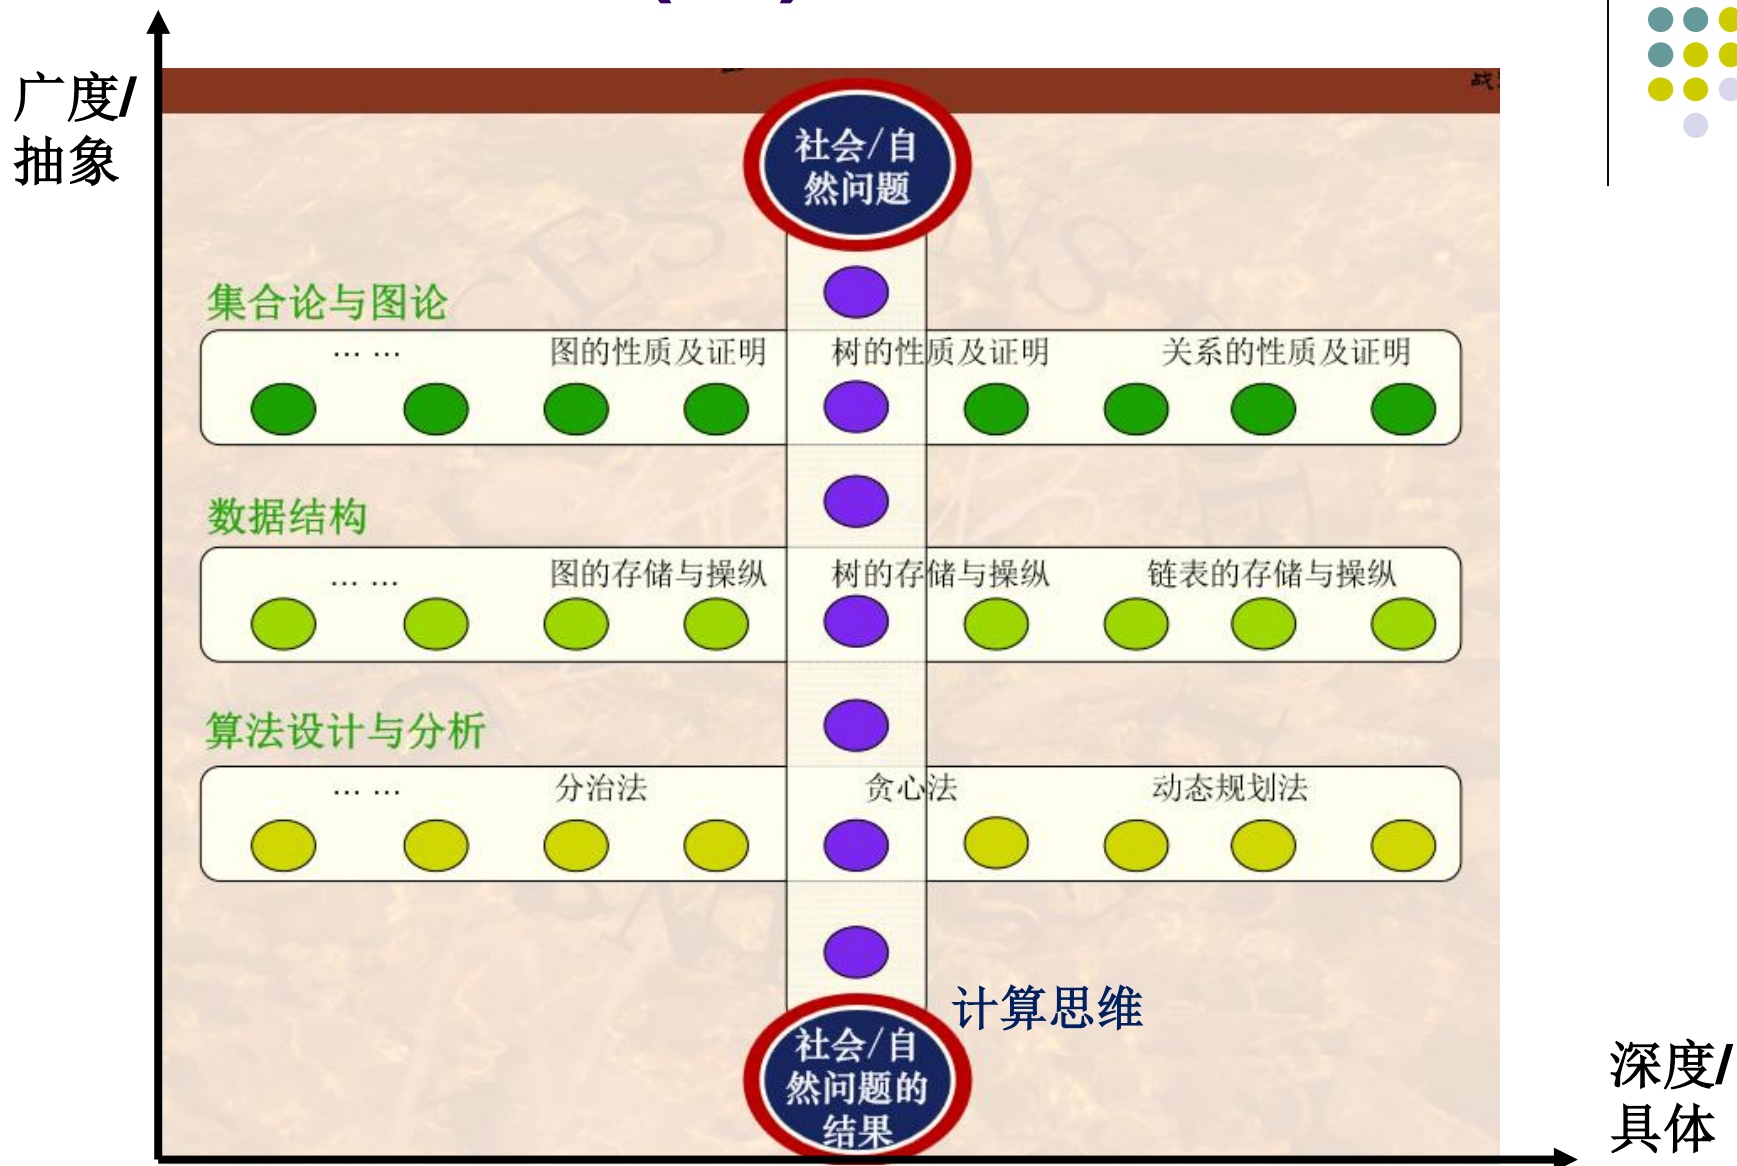 广度/
抽象
社会/自
然问题
集合论与图论
… … 图的性质及证明 树的性质及证明 关系的性质及证明
数据结构
… … 图的存储与操纵 树的存储与操纵 链表的存储与操纵
算法设计与分析
… … 分治法 贪心法 动态规划法
计算思维
社会/自
然问题的
结果
深度/
具体